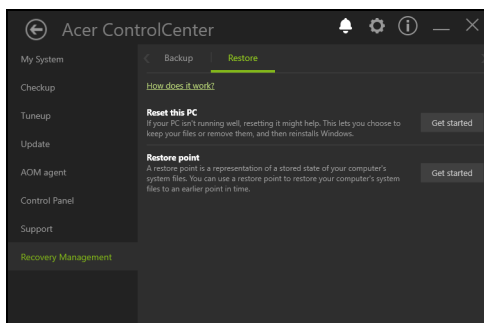 Acer ControlCenter
My System
Checkup
Tuneup
Update
AOM agent
Control Panel
Support
Recovery Management
Backup
Restore
How does it work?
Reset this PC
If your PC isn't running well, resetting it might help. This lets you choose to
keep your files or remove them, and then reinstalls Windows.
Get started
Restore point
A restore point is a representation of a stored state of your computer's
system files. You can use a restore point to restore your computer's system
files to an earlier point in time.
Get started